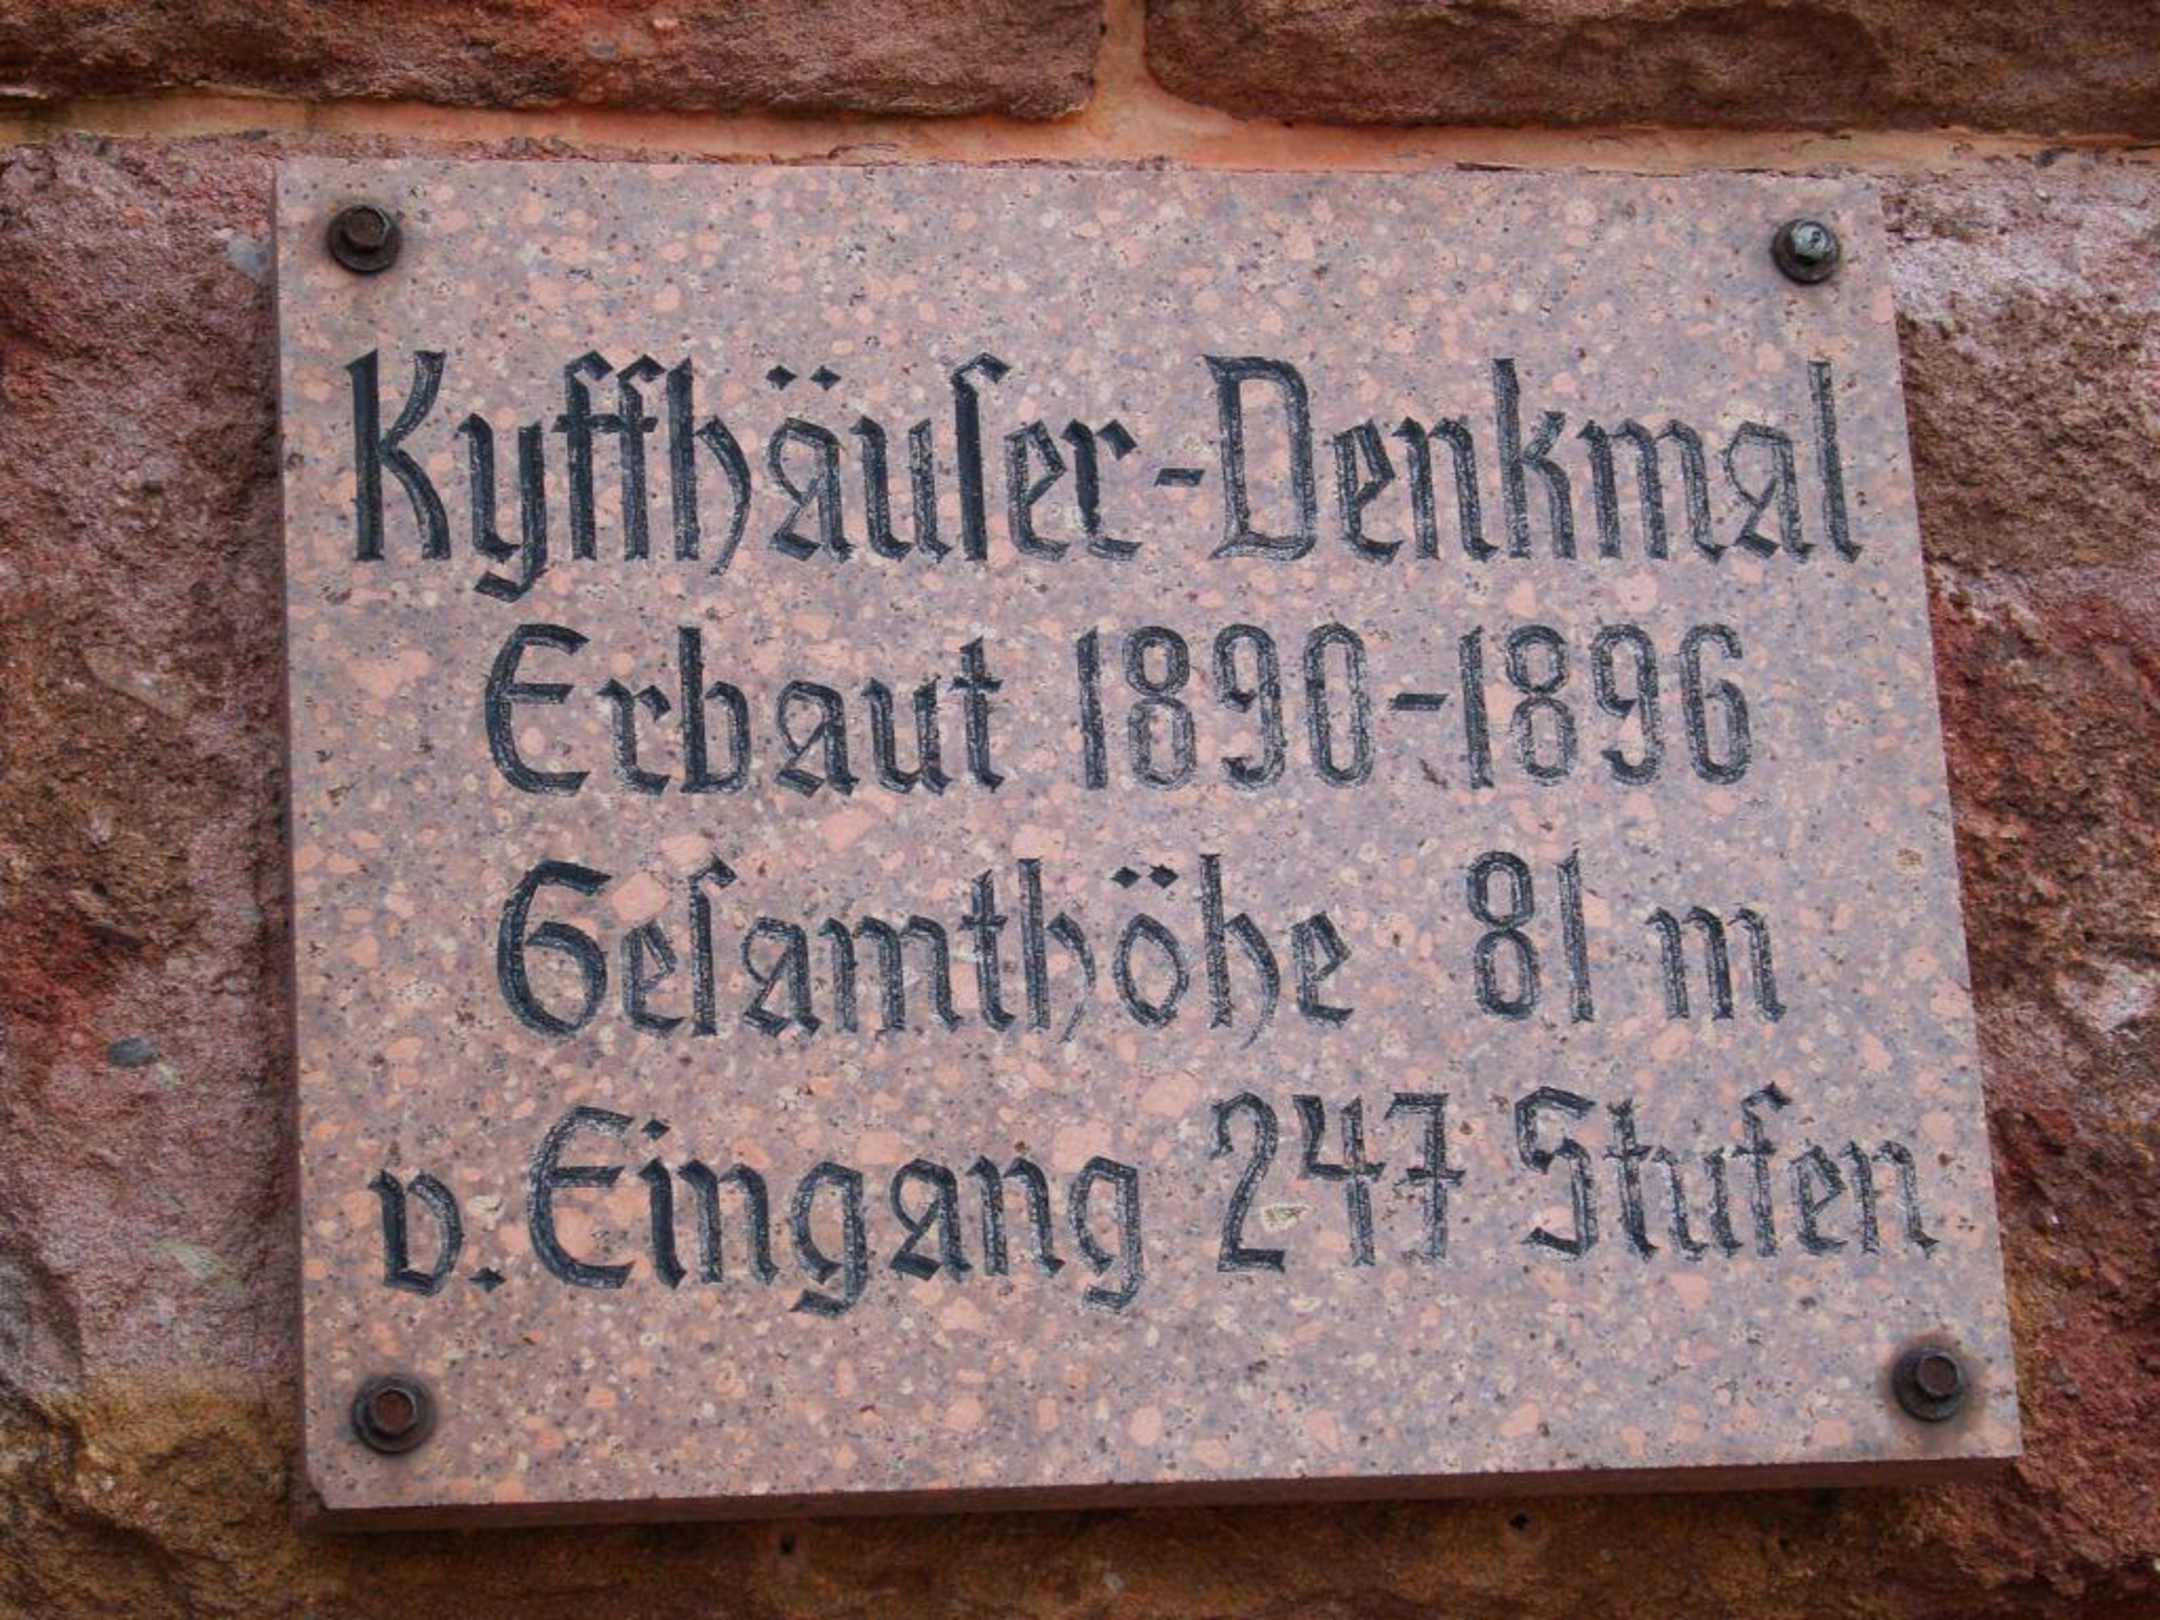 Kyffhäuſer-Denkmal
Erbaut 1890-1896
Geſamthöhe 81 m
v. Eingang 247 Stufen